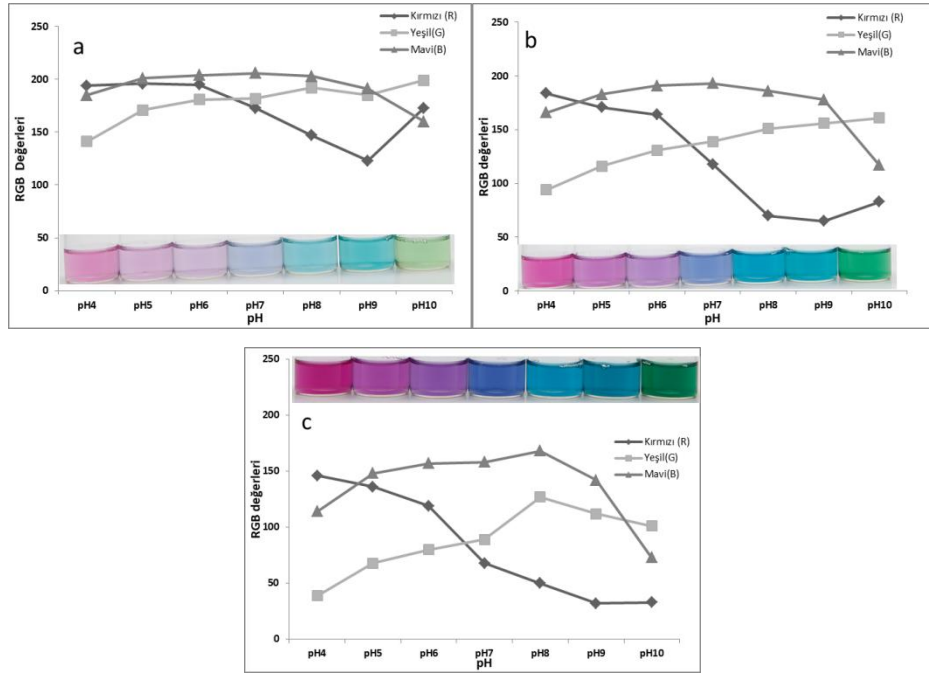 a
Kırmızı (R)
Yeşil(G)
Mavi(B)
RGB Değerleri
250
200
150
100
50
0
pH4 pH5 pH6 pH7 pH8 pH9 pH10
pH
b
Kırmızı (R)
Yeşil(G)
Mavi(B)
RGB değerleri
250
200
150
100
50
0
pH4 pH5 pH6 pH7 pH8 pH9 pH10
pH
c
Kırmızı (R)
Yeşil(G)
Mavi(B)
RGB değerleri
250
200
150
100
50
0
pH4 pH5 pH6 pH7 pH8 pH9 pH10
pH